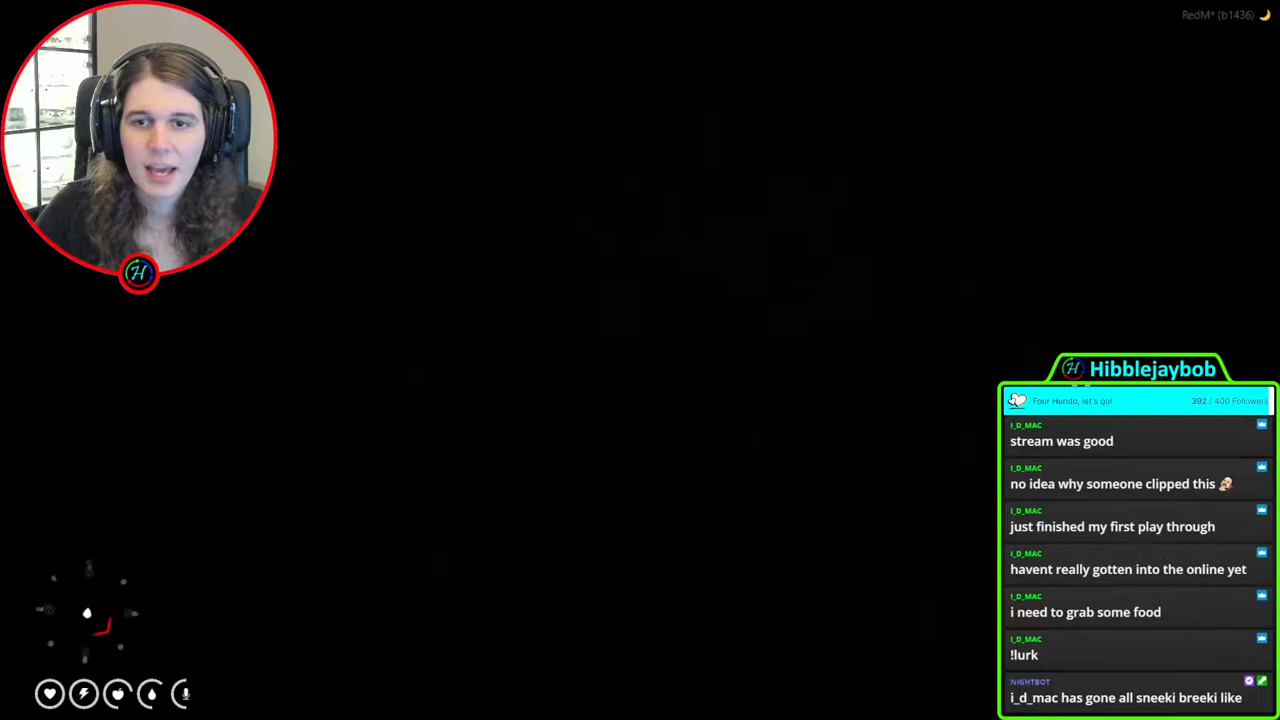 RedM* (b1436) 🌙
H
H Hibblejaybob
Four Hundo, let's go! 392 / 400 Followers
I_D_MAC
stream was good
I_D_MAC
no idea why someone clipped this
I_D_MAC
just finished my first play through
I_D_MAC
havent really gotten into the online yet
I_D_MAC
i need to grab some food
I_D_MAC
!lurk
NIGHTBOT
i_d_mac has gone all sneeki breeki like